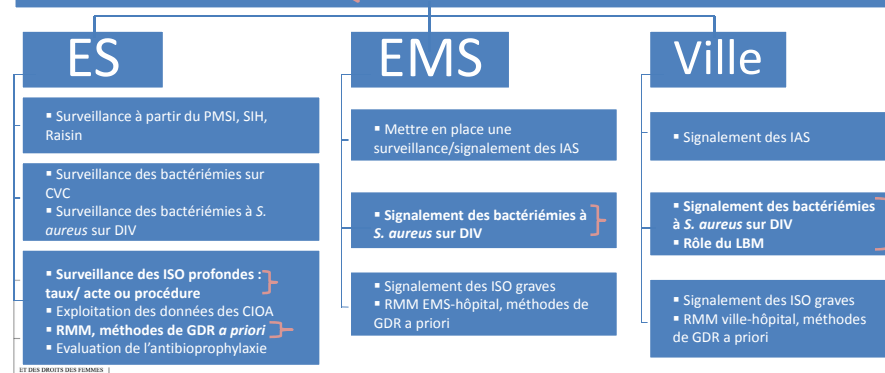 ES
▪ Surveillance à partir du PMSI, SIH,
Raisin
▪ Surveillance des bactériémies sur
CVC
▪ Surveillance des bactériémies à S.
aureus sur DIV
▪ Surveillance des ISO profondes :
taux/ acte ou procédure
▪ Exploitation des données des CIOA
▪ RMM, méthodes de GDR a priori
▪ Evaluation de l’antibioprophylaxie
EMS
▪ Mettre en place une
surveillance/signalement des IAS
▪ Signalement des bactériémies à
S. aureus sur DIV
▪ Signalement des ISO graves
▪ RMM EMS-hôpital, méthodes de
GDR a priori
Ville
▪ Signalement des IAS
▪ Signalement des bactériémies
à S. aureus sur DIV
▪ Rôle du LBM
▪ Signalement des ISO graves
▪ RMM ville-hôpital, méthodes
de GDR a priori
ET DES DROITS DES FEMMES |